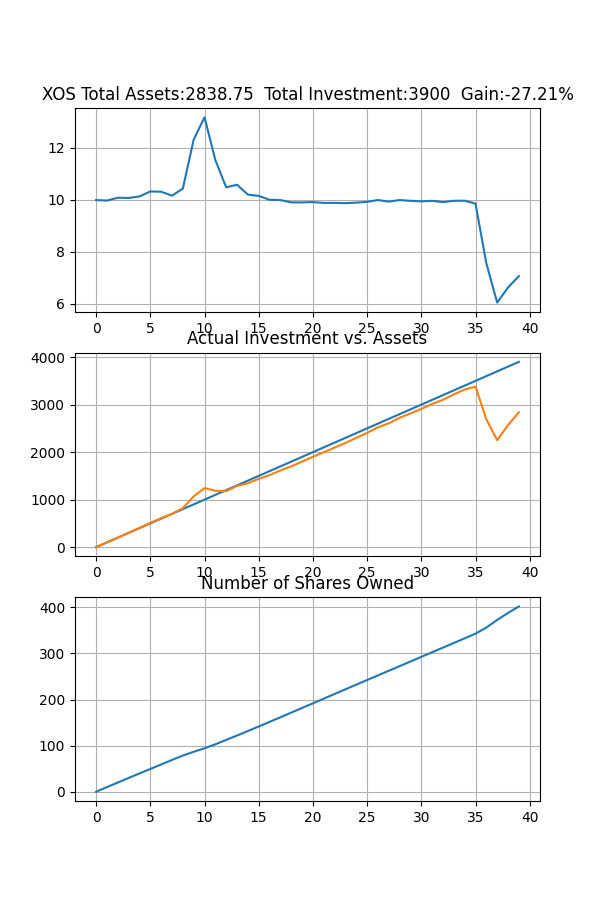 XOS Total Assets:2838.75  Total Investment:3900  Gain:-27.21%
12
10
8
6
0 5 10 15 20 25 30 35 40
Actual Investment vs. Assets
4000
3000
2000
1000
0
0 5 10 15 20 25 30 35 40
Number of Shares Owned
400
300
200
100
0
0 5 10 15 20 25 30 35 40